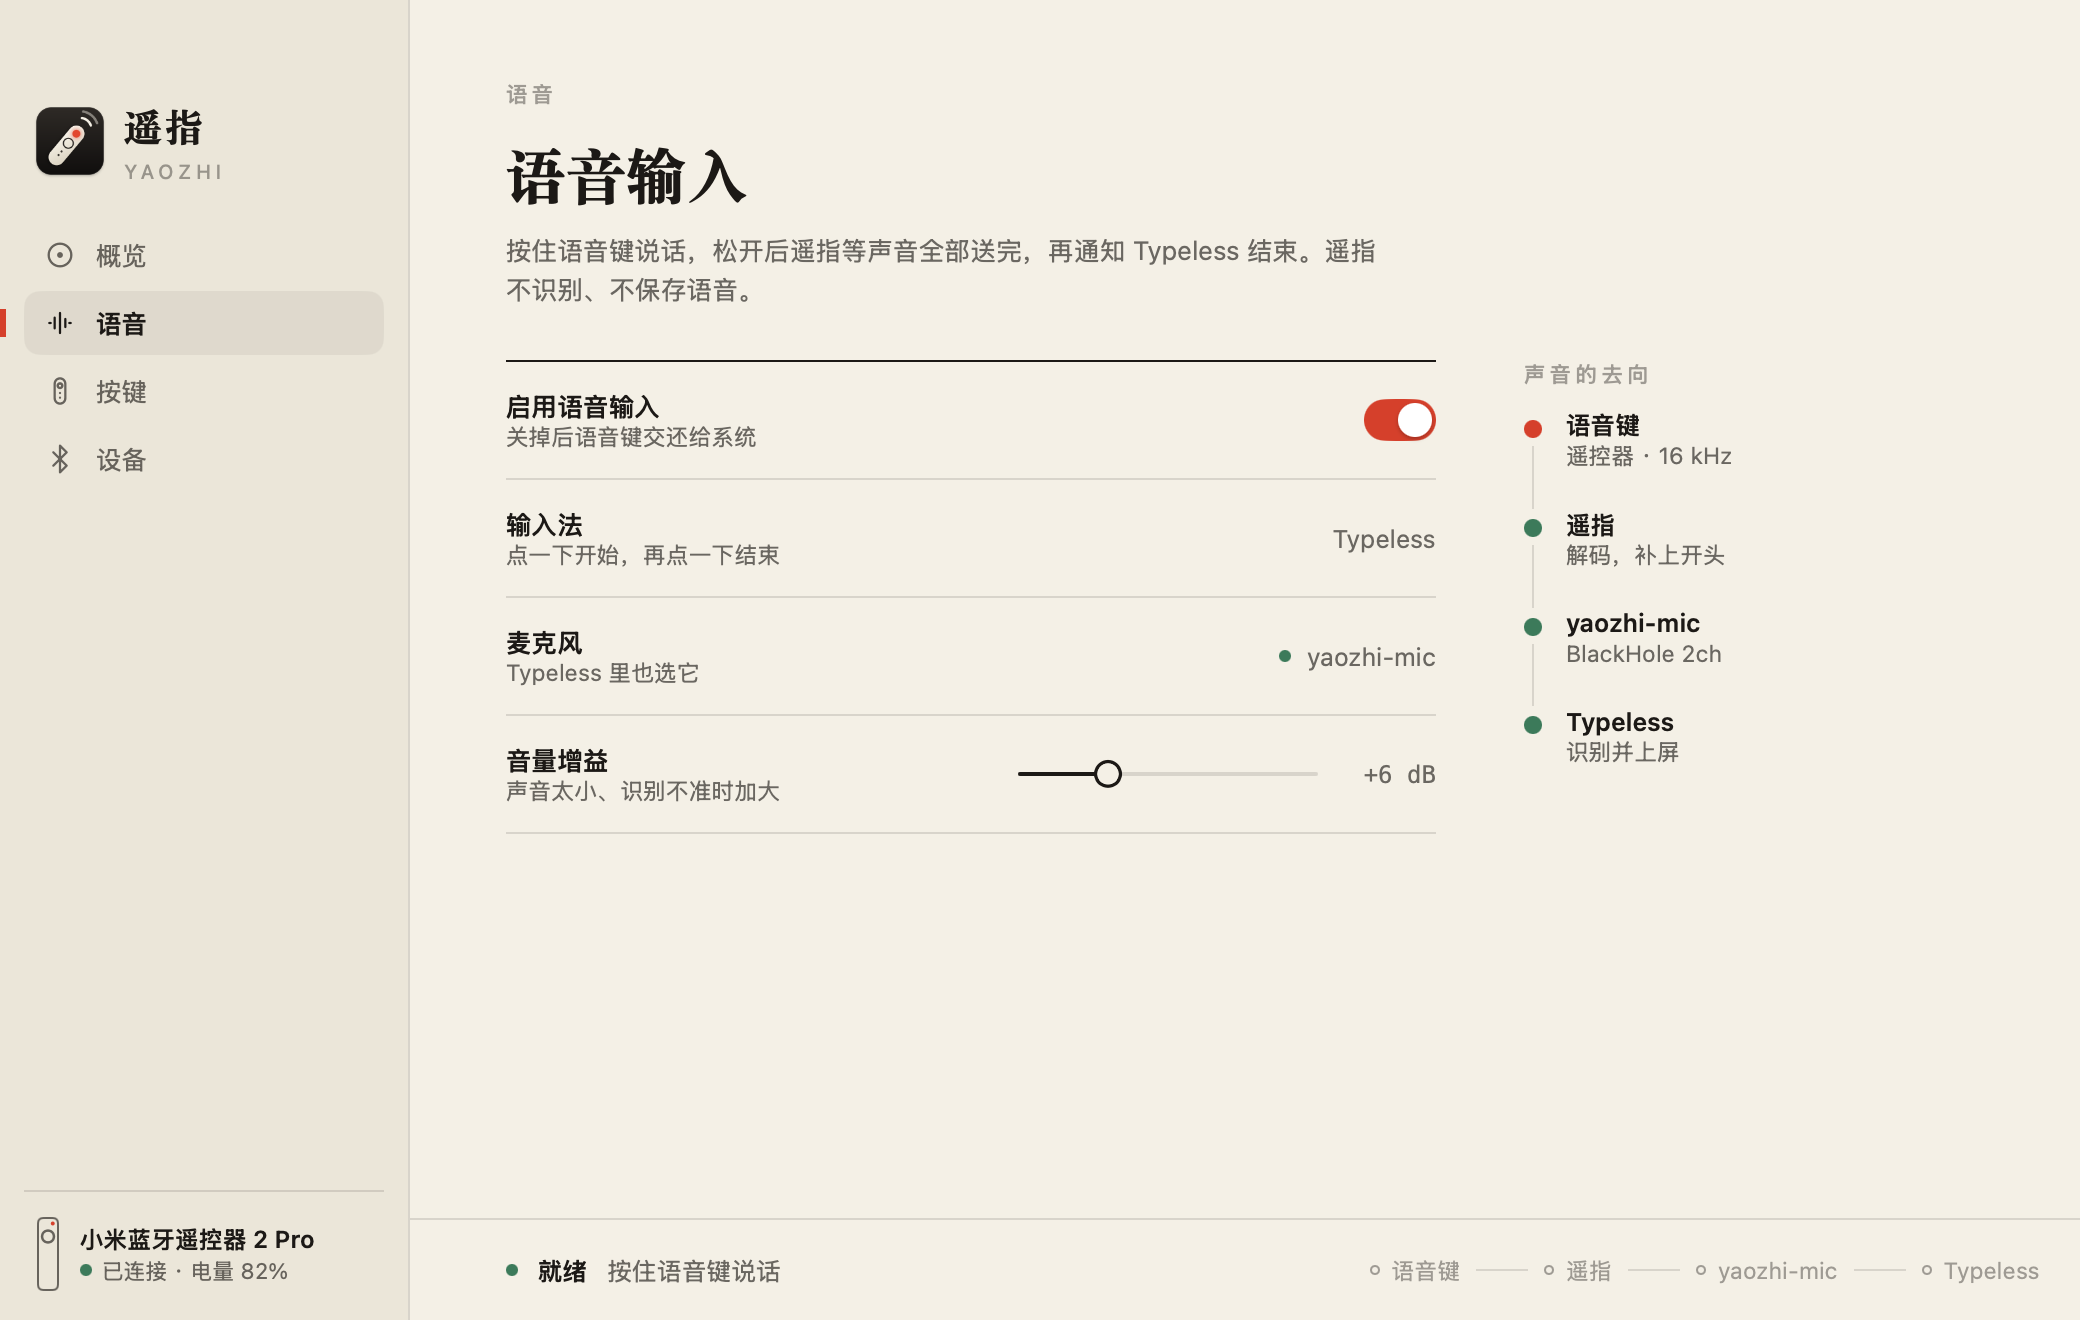 遥指
YAOZHI
概览
语音
按键
设备
小米蓝牙遥控器 2 Pro
已连接 · 电量 82%
语音
语音输入
按住语音键说话，松开后遥指等声音全部送完，再通知 Typeless 结束。遥指
不识别、不保存语音。
启用语音输入
关掉后语音键交还给系统
输入法
点一下开始，再点一下结束
Typeless
麦克风
Typeless 里也选它
yaozhi-mic
音量增益
声音太小、识别不准时加大
+6 dB
声音的去向
语音键
遥控器 · 16 kHz
遥指
解码，补上开头
yaozhi-mic
BlackHole 2ch
Typeless
识别并上屏
就绪 按住语音键说话
语音键 遥指 yaozhi-mic Typeless